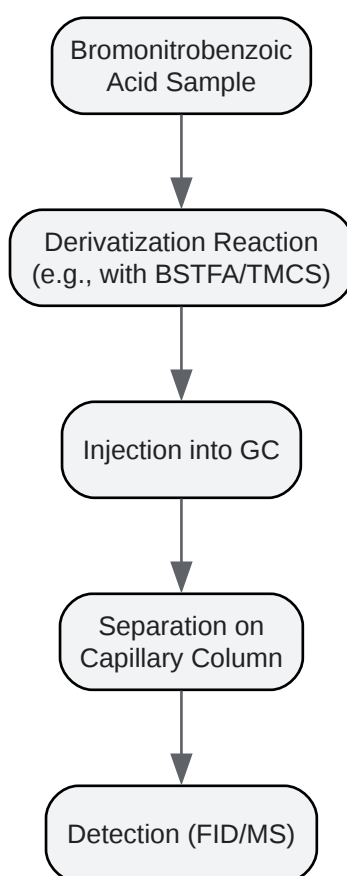 Bromonitrobenzoic
Acid Sample
Derivatization Reaction
(e.g., with BSTFA/TMCS)
Injection into GC
Separation on
Capillary Column
Detection (FID/MS)